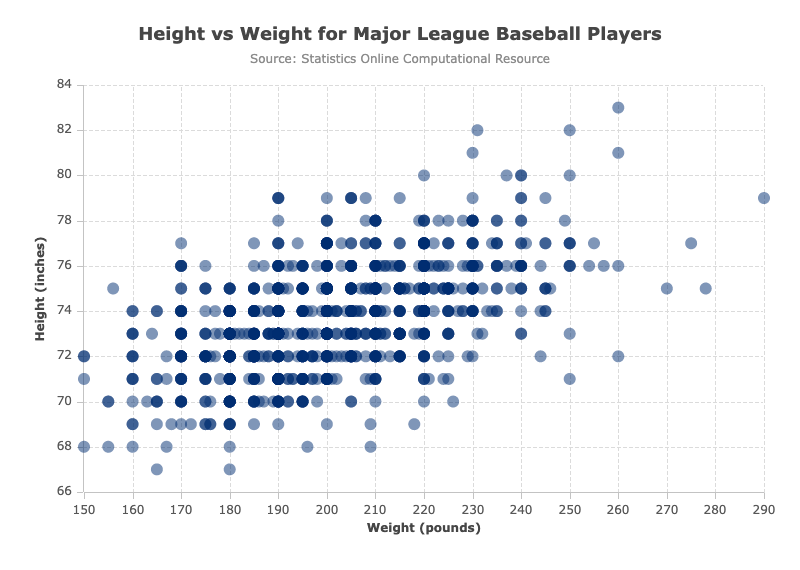 Height vs Weight for Major League Baseball Players
Source: Statistics Online Computational Resource
84
82
80
78
76
74
72
70
68
66
Height (inches)
150 160 170 180 190 200 210 220 230 240 250 260 270 280 290
Weight (pounds)